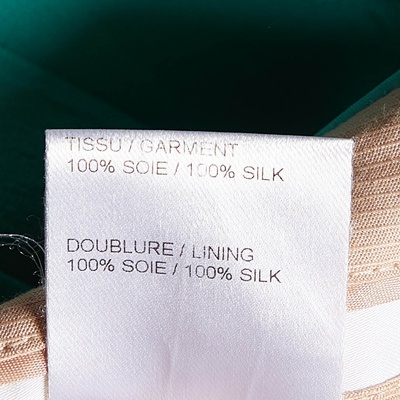 TISSU / GARMENT
100% SOIE / 100% SILK
DOUBLURE / LINING
100% SOIE / 100% SILK